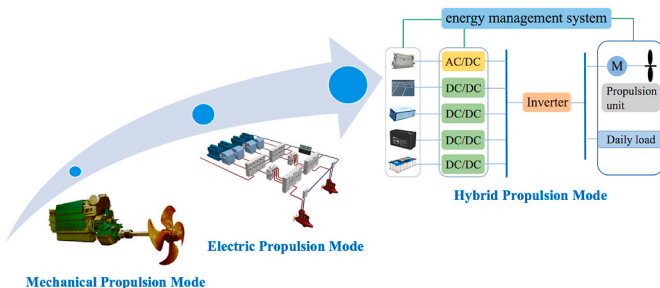 energy management system
AC/DC
DC/DC
DC/DC
DC/DC
DC/DC
Inverter
M
Propulsion
unit
Daily load
Hybrid Propulsion Mode
Electric Propulsion Mode
Mechanical Propulsion Mode